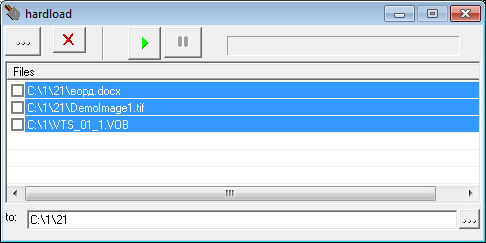 hardload
...
Files
C:\1\21\ворд.docx
C:\1\21\DemoImage1.tif
C:\1\VTS_01_1.VOB
to: C:\1\21 ...